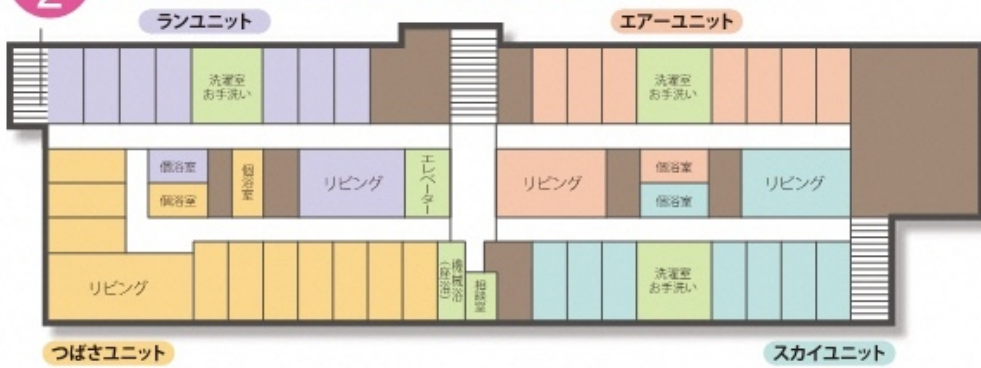 2
ランユニット
エアーユニット
洗濯室
お手洗い
洗濯室
お手洗い
個浴室
個浴室
個浴室
リビング
エレベーター
リビング
個浴室
個浴室
リビング
リビング
機械浴
(座浴)
相談室
洗濯室
お手洗い
つばさユニット
スカイユニット